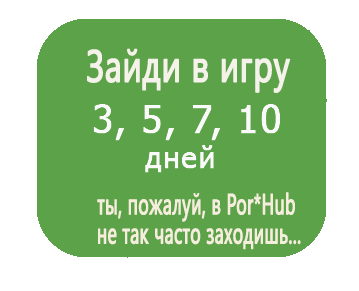 Зайди в игру
3, 5, 7, 10
дней
ты, пожалуй, в Por*Hub
не так часто заходишь...